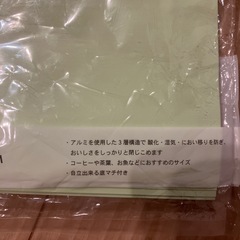 ・アルミを使用した3層構造で 酸化・湿気・におい移りを防ぎ、
おいしさをしっかりと閉じこめます
・コーヒーや茶葉、お魚などにおすすめのサイズ
・自立出来る底マチ付き